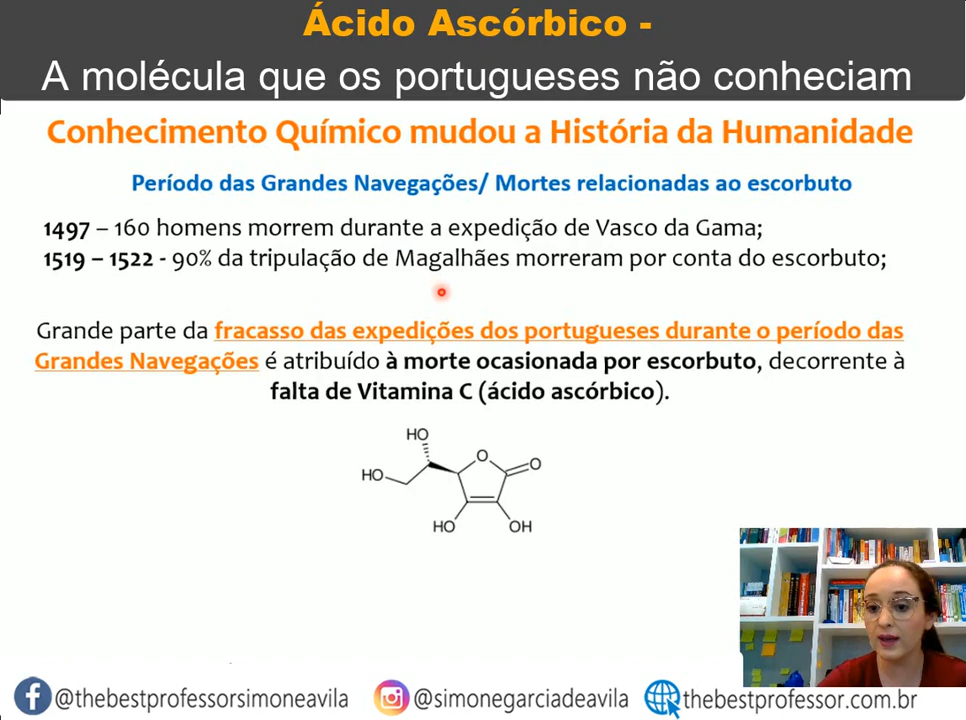 Ácido Ascórbico -
A molécula que os portugueses não conheciam
Conhecimento Químico mudou a História da Humanidade
Período das Grandes Navegações/ Mortes relacionadas ao escorbuto
1497 – 160 homens morrem durante a expedição de Vasco da Gama;
1519 – 1522 - 90% da tripulação de Magalhães morreram por conta do escorbuto;
Grande parte da fracasso das expedições dos portugueses durante o período das
Grandes Navegações é atribuído à morte ocasionada por escorbuto, decorrente à
falta de Vitamina C (ácido ascórbico).
HO
O
O
HO
HO
OH
@thebestprofessorsimoneavila
@simonegarciadeavila
thebestprofessor.com.br